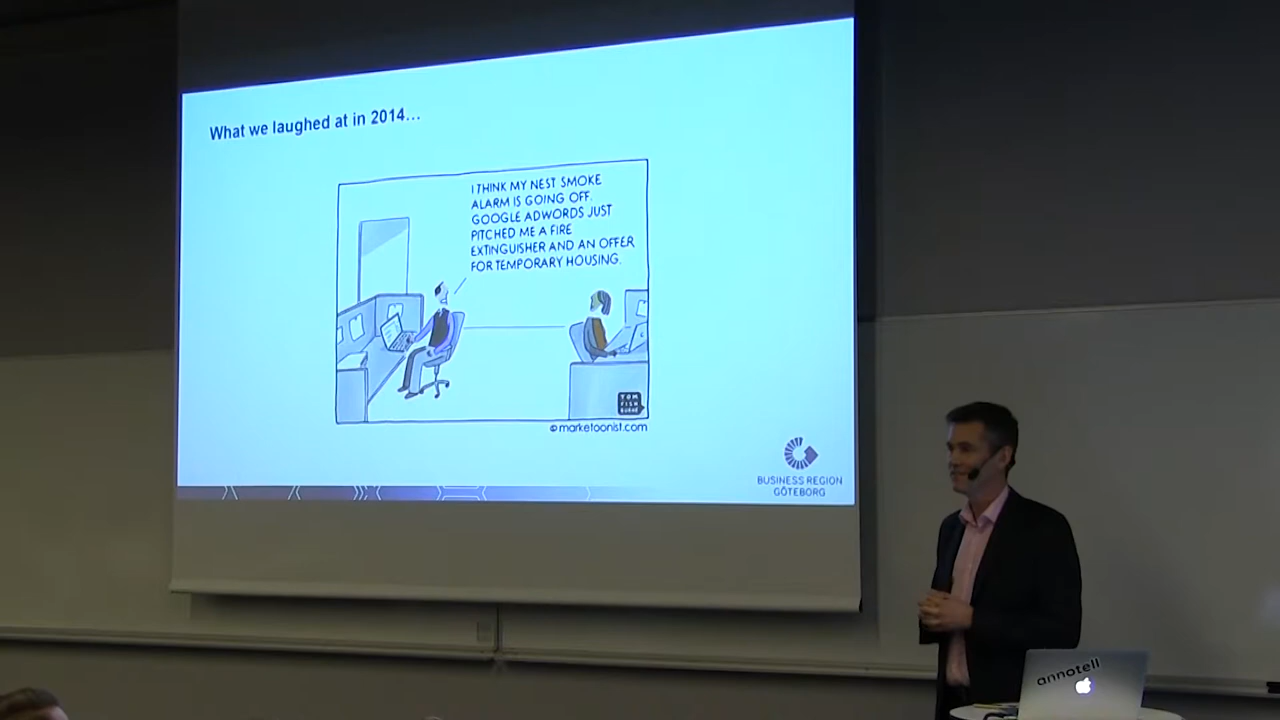 What we laughed at in 2014...
I THINK MY NEST SMOKE
ALARM IS GOING OFF.
GOOGLE ADWORDS JUST
PITCHED ME A FIRE
EXTINGUISHER AND AN OFFER
FOR TEMPORARY HOUSING.
TOM
FISH
BURNE
© marketoonist.com
BUSINESS REGION
GÖTEBORG
annotell